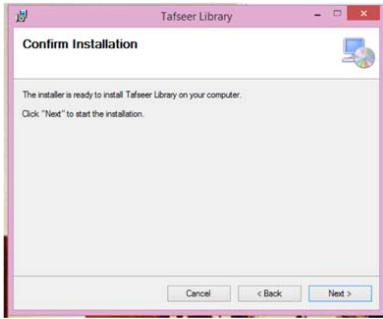 Tafseer Library
Confirm Installation
The installer is ready to install Tafseer Library on your computer.
Click "Next" to start the installation.
Cancel
< Back
Next >